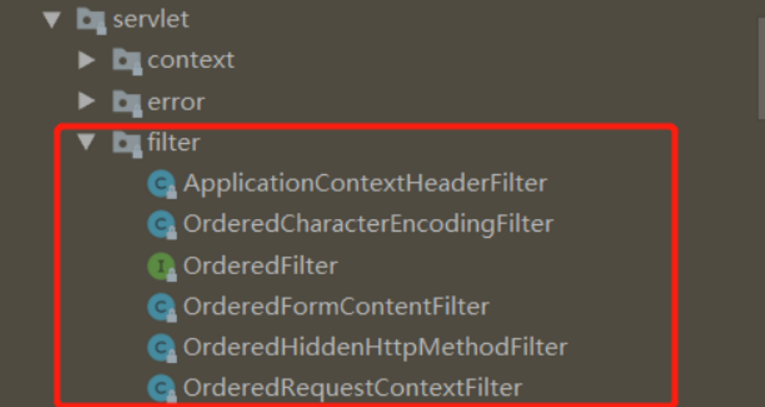 servlet
context
error
filter
ApplicationContextHeaderFilter
OrderedCharacterEncodingFilter
OrderedFilter
OrderedFormContentFilter
OrderedHiddenHttpMethodFilter
OrderedRequestContextFilter